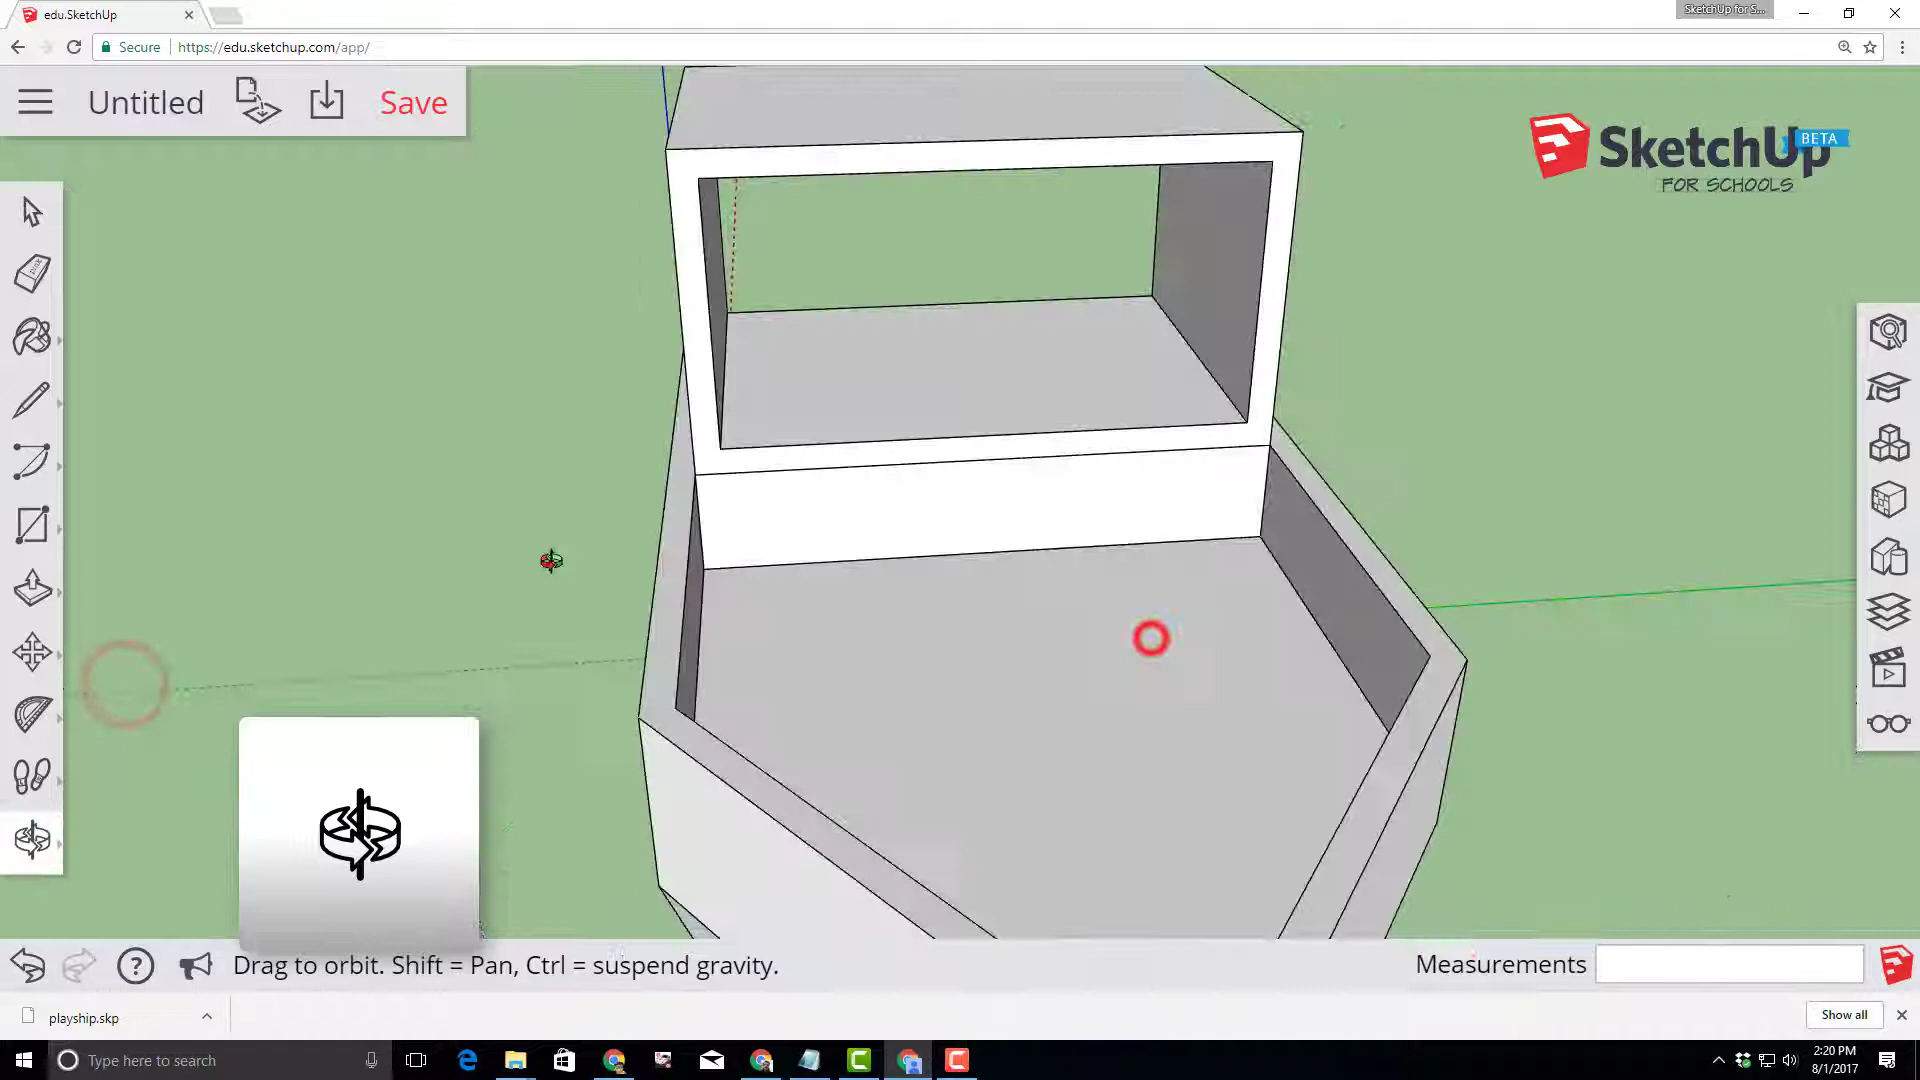 edu.SketchUp
SketchUp for S...
Secure
https://edu.sketchup.com/app/
Untitled
Save
SketchUp
BETA
FOR SCHOOLS
Drag to orbit. Shift = Pan, Ctrl = suspend gravity.
Measurements
playship.skp
Show all
Type here to search
2:20 PM
8/1/2017